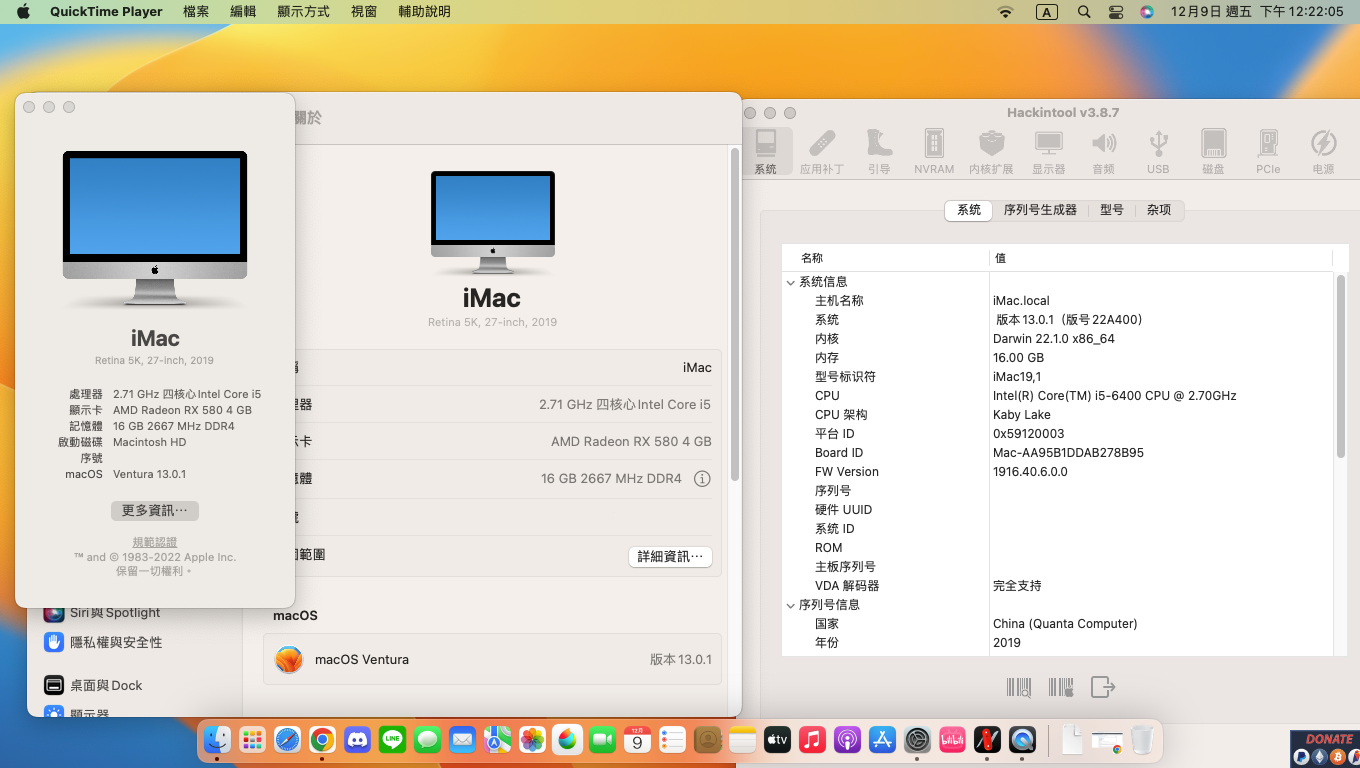 QuickTime Player 檔案 編輯 顯示方式 視窗 輔助說明 A 12月9日 週五 下午12:22:05
iMac
Retina 5K, 27-inch, 2019
處理器 2.71 GHz 四核心Intel Core i5
顯示卡 AMD Radeon RX 580 4 GB
記憶體 16 GB 2667 MHz DDR4
啟動磁碟 Macintosh HD
序號
macOS Ventura 13.0.1
更多資訊⋯
規範認證
™ and © 1983-2022 Apple Inc.
保留一切權利。
關於
iMac
Retina 5K, 27-inch, 2019
iMac
2.71 GHz 四核心Intel Core i5
AMD Radeon RX 580 4 GB
16 GB 2667 MHz DDR4
範圍
詳細資訊⋯
macOS
macOS Ventura 版本13.0.1
Siri與Spotlight
隱私權與安全性
桌面與Dock
顯示器
Hackintool v3.8.7
系统 应用补丁 引导 NVRAM 内核扩展 显示器 音频 USB 磁盘 PCIe 电源
系统 序列号生成器 型号 杂项
名称 值
系统信息
主机名称 iMac.local
系统 版本13.0.1（版号22A400）
内核 Darwin 22.1.0 x86_64
内存 16.00 GB
型号标识符 iMac19,1
CPU Intel(R) Core(TM) i5-6400 CPU @ 2.70GHz
CPU 架构 Kaby Lake
平台 ID 0x59120003
Board ID Mac-AA95B1DDAB278B95
FW Version 1916.40.6.0.0
序列号
硬件 UUID
系统 ID
ROM
主板序列号
VDA 解码器 完全支持
序列号信息
国家 China (Quanta Computer)
年份 2019
LINE
12月
9
tv
bilibili
DONATE